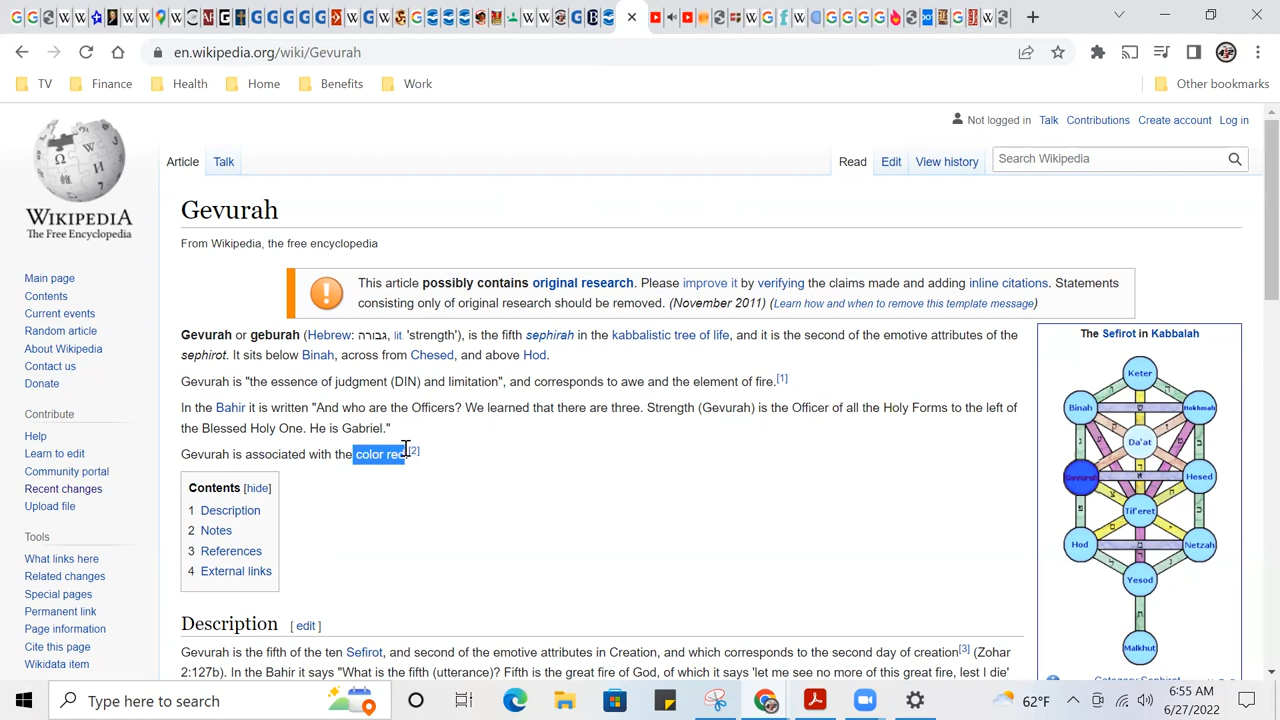 en.wikipedia.org/wiki/Gevurah
TV Finance Health Home Benefits Work Other bookmarks
Not logged in Talk Contributions Create account Log in
Article Talk Read Edit View history Search Wikipedia
WIKIPEDIA
The Free Encyclopedia
Main page
Contents
Current events
Random article
About Wikipedia
Contact us
Donate
Contribute
Help
Learn to edit
Community portal
Recent changes
Upload file
Tools
What links here
Related changes
Special pages
Permanent link
Page information
Cite this page
Wikidata item
Gevurah
From Wikipedia, the free encyclopedia
This article possibly contains original research. Please improve it by verifying the claims made and adding inline citations. Statements
consisting only of original research should be removed. (November 2011) (Learn how and when to remove this template message)
Gevurah or geburah (Hebrew: גבורה, lit. 'strength'), is the fifth sephirah in the kabbalistic tree of life, and it is the second of the emotive attributes of the
sephirot. It sits below Binah, across from Chesed, and above Hod.
Gevurah is "the essence of judgment (DIN) and limitation", and corresponds to awe and the element of fire.[1]
In the Bahir it is written "And who are the Officers? We learned that there are three. Strength (Gevurah) is the Officer of all the Holy Forms to the left of
the Blessed Holy One. He is Gabriel."
Gevurah is associated with the color red.[2]
Contents [hide]
1 Description
2 Notes
3 References
4 External links
Description [ edit ]
Gevurah is the fifth of the ten Sefirot, and second of the emotive attributes in Creation, and which corresponds to the second day of creation[3] (Zohar
2:127b). In the Bahir it says "What is the fifth (utterance)? Fifth is the great fire of God, of which it says 'let me see no more of this great fire, lest I die'
The Sefirot in Kabbalah
Keter
Binah Hokhmah
Da'at
Gevurah Hesed
Tif'eret
Hod Netzah
Yesod
Malkhut
Category:Sephirot
Type here to search
62°F
6:55 AM
6/27/2022